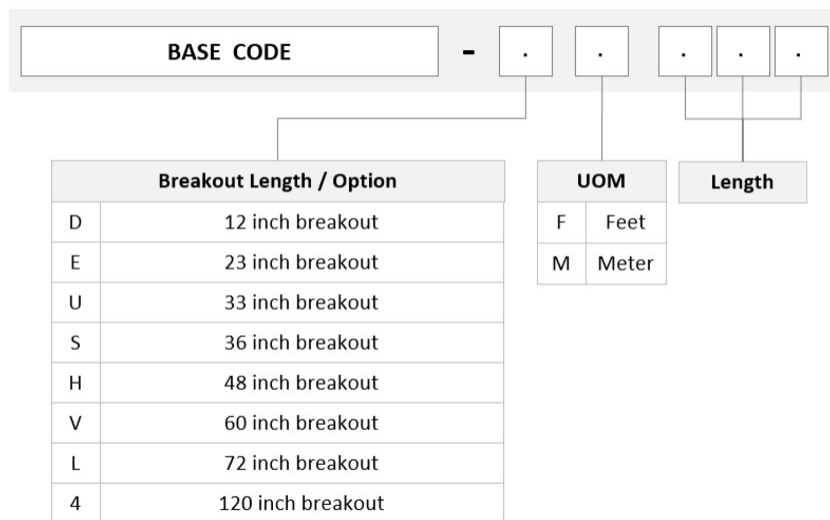 BASE CODE - . . . . .
Breakout Length / Option UOM Length
D 12 inch breakout F Feet
E 23 inch breakout M Meter
U 33 inch breakout
S 36 inch breakout
H 48 inch breakout
V 60 inch breakout
L 72 inch breakout
4 120 inch breakout